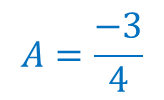 A = −3/4